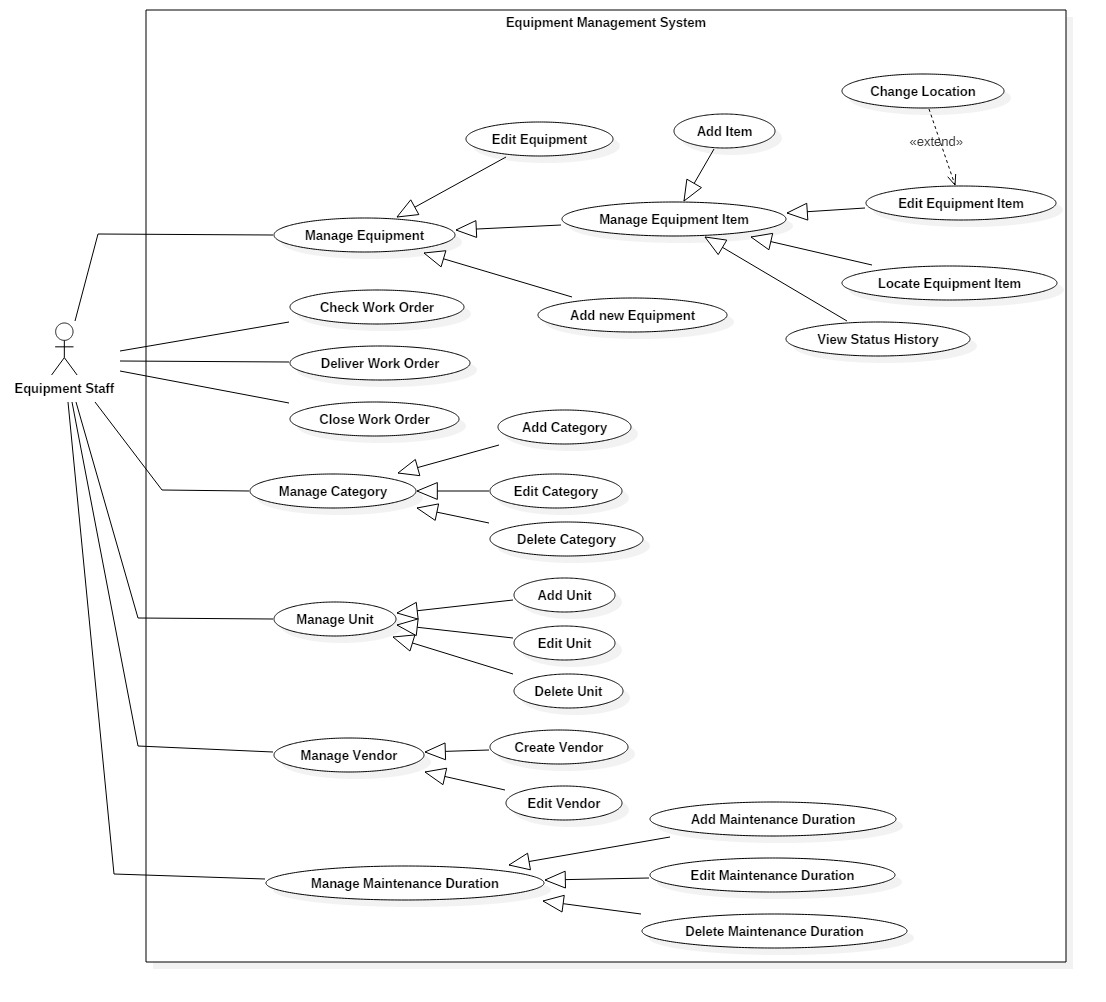 Equipment Management System
Change Location
Add Item
Edit Equipment
«extend»
Edit Equipment Item
Manage Equipment Item
Manage Equipment
Locate Equipment Item
Check Work Order
Add new Equipment
View Status History
Deliver Work Order
Equipment Staff
Close Work Order
Add Category
Manage Category
Edit Category
Delete Category
Add Unit
Manage Unit
Edit Unit
Delete Unit
Create Vendor
Manage Vendor
Edit Vendor
Add Maintenance Duration
Edit Maintenance Duration
Manage Maintenance Duration
Delete Maintenance Duration